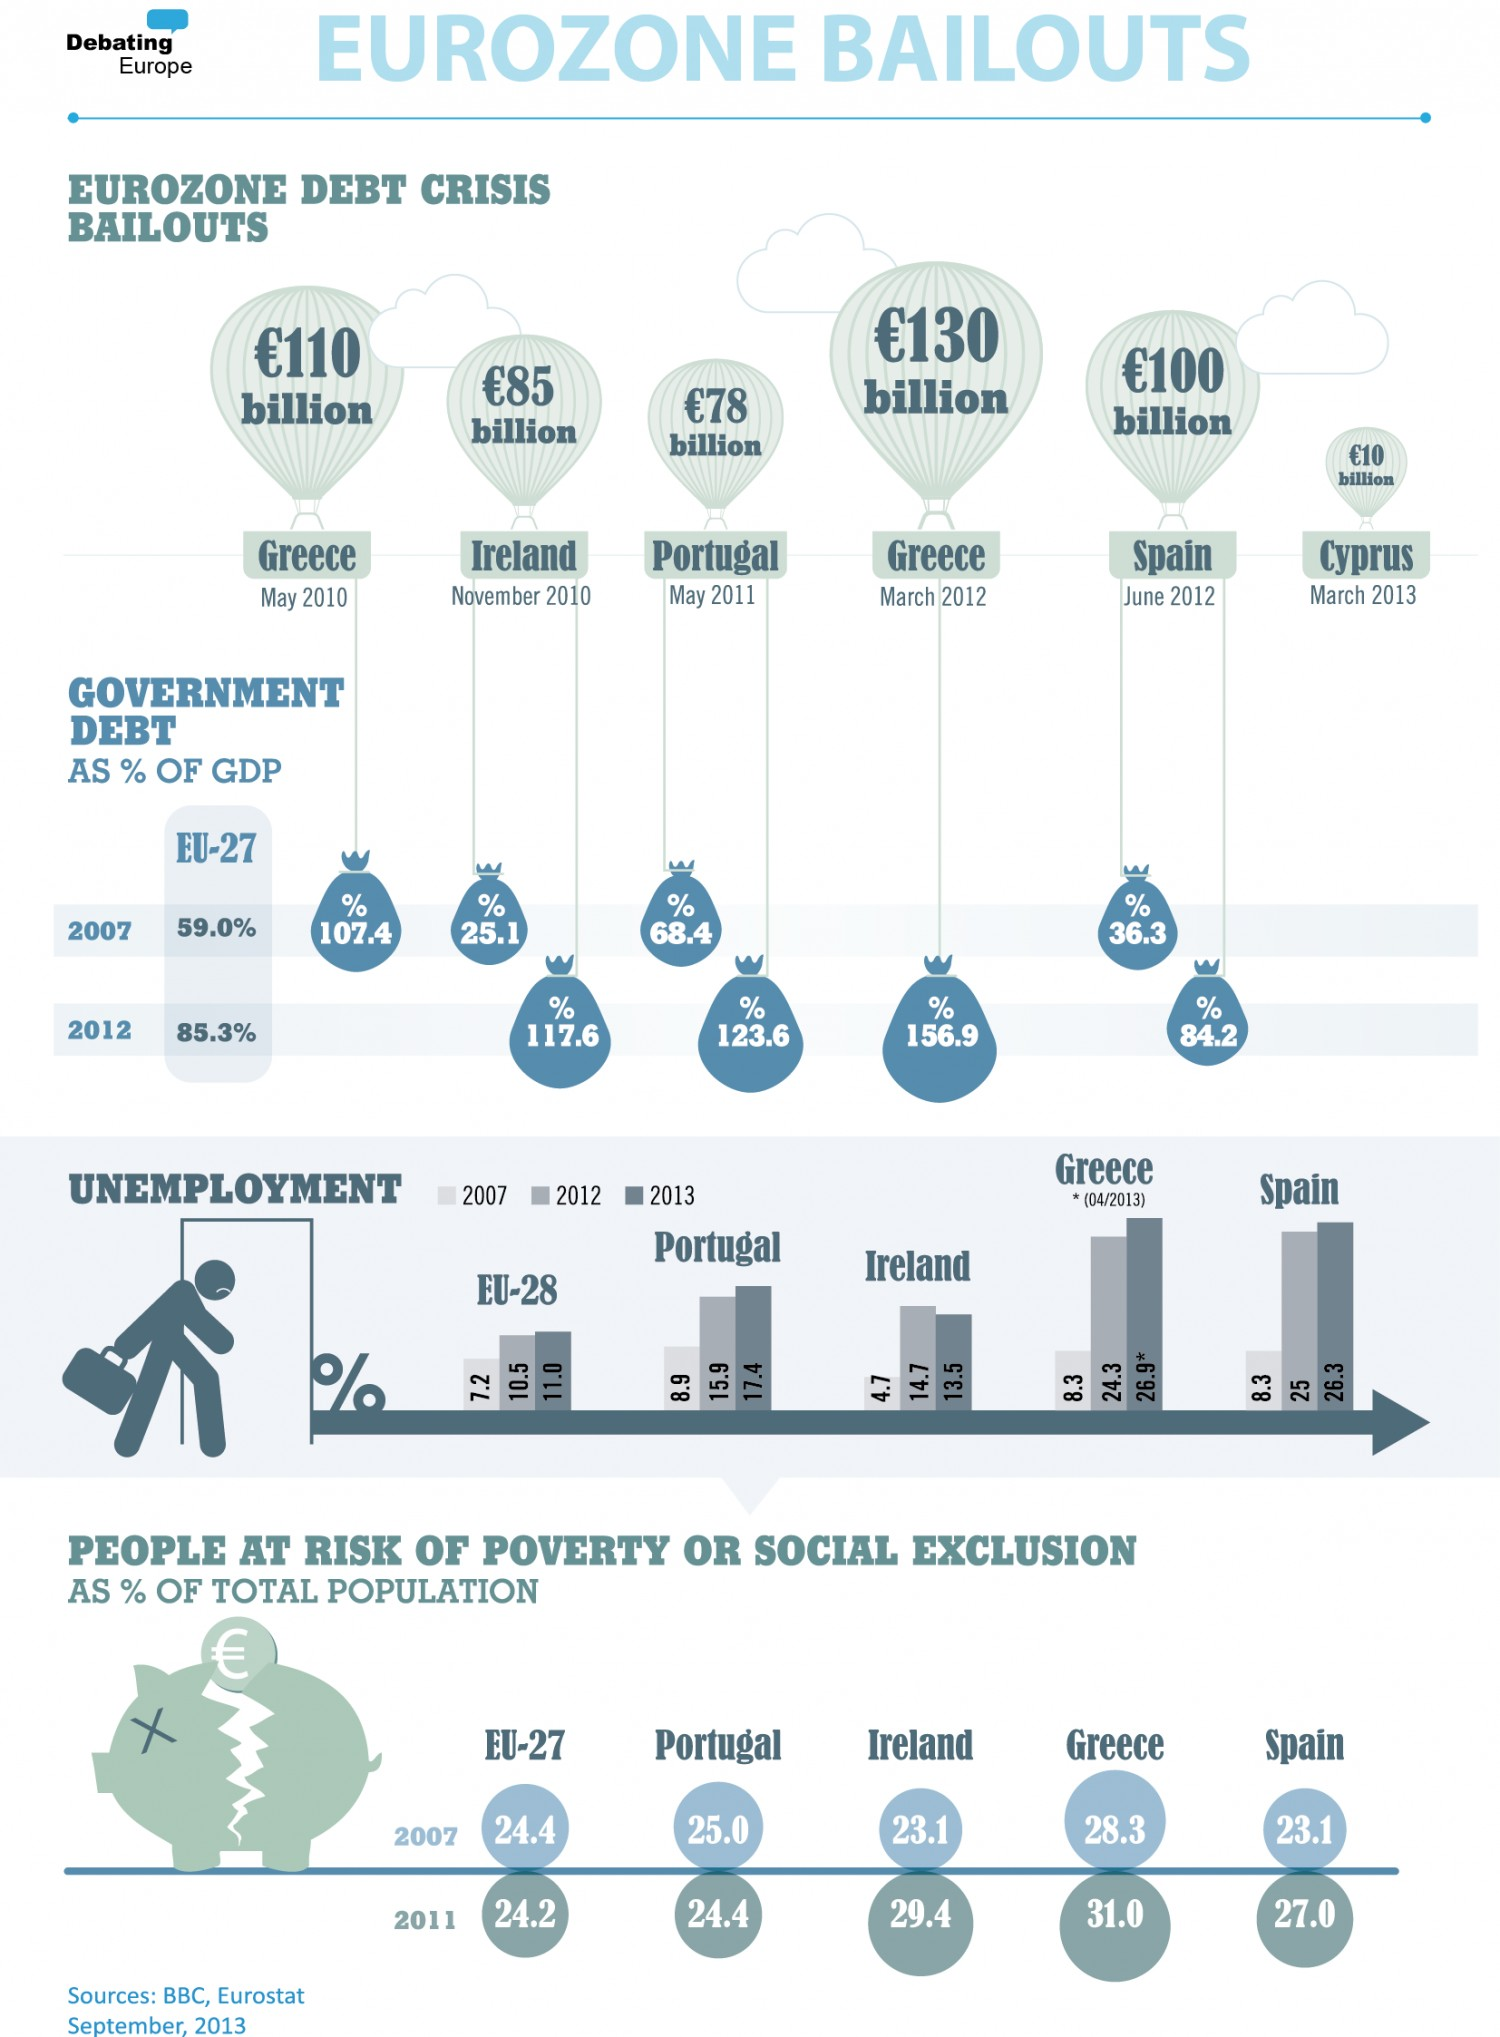 Debating
Europe
EUROZONE BAILOUTS
EUROZONE DEBT CRISIS
BAILOUTS
€110
billion
€85
billion
€78
billion
€130
billion
€100
billion
€10
billion
Greece
Ireland
Portugal
Greece
Spain
Cyprus
May 2010
November 2010
May 2011
March 2012
June 2012
March 2013
GOVERNMENT
DEBT
AS % OF GDP
EU-27
2007
59.0%
%
107.4
%
25.1
%
68.4
%
36.3
2012
85.3%
%
117.6
%
123.6
%
156.9
%
84.2
UNEMPLOYMENT
2007 2012 2013
%
EU-28
7.2
10.5
11.0
Portugal
8.9
15.9
17.4
Ireland
4.7
14.7
13.5
Greece
* (04/2013)
8.3
24.3
26.9*
Spain
8.3
25
26.3
PEOPLE AT RISK OF POVERTY OR SOCIAL EXCLUSION
AS % OF TOTAL POPULATION
€
EU-27 Portugal Ireland Greece Spain
2007 24.4 25.0 23.1 28.3 23.1
2011 24.2 24.4 29.4 31.0 27.0
Sources: BBC, Eurostat
September, 2013